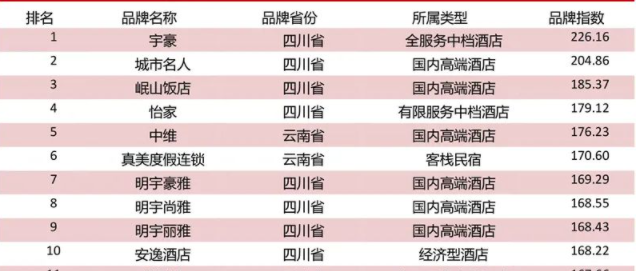 排名 品牌名称 品牌省份 所属类型 品牌指数
1 宇豪 四川省 全服务中档酒店 226.16
2 城市名人 四川省 国内高端酒店 204.86
3 岷山饭店 四川省 国内高端酒店 185.37
4 怡家 四川省 有限服务中档酒店 179.12
5 中维 云南省 国内高端酒店 176.23
6 真美度假连锁 云南省 客栈民宿 170.60
7 明宇豪雅 四川省 国内高端酒店 169.29
8 明宇尚雅 四川省 国内高端酒店 168.55
9 明宇丽雅 四川省 国内高端酒店 168.43
10 安逸酒店 四川省 经济型酒店 168.22